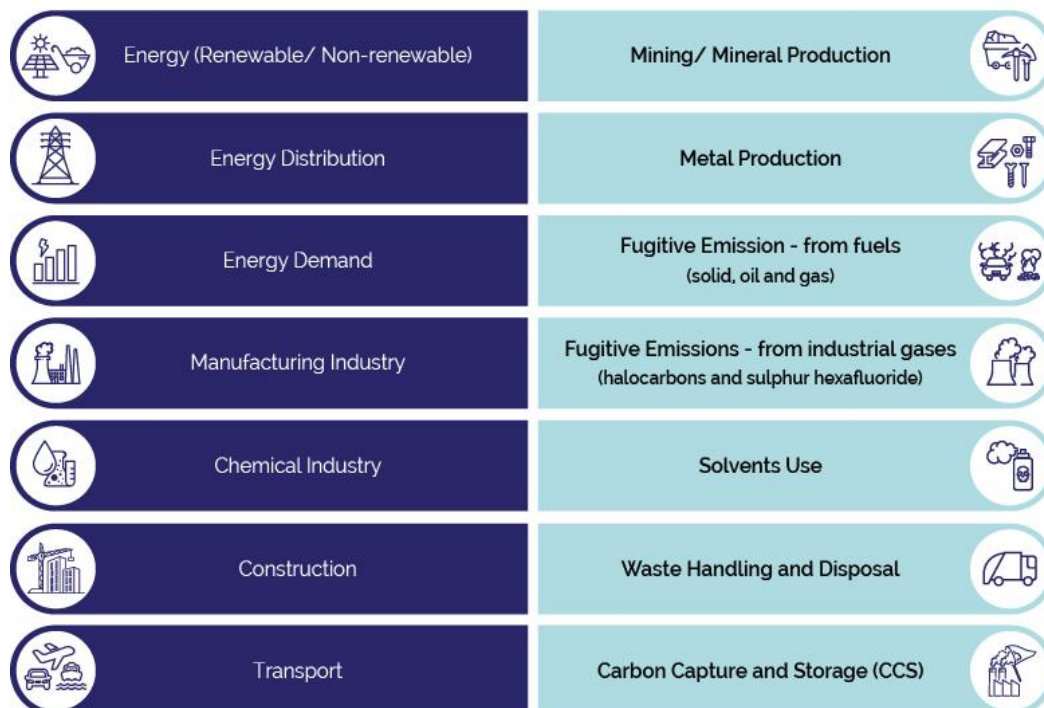 Energy (Renewable/ Non-renewable)
Mining/ Mineral Production
Energy Distribution
Metal Production
Energy Demand
Fugitive Emission - from fuels
(solid, oil and gas)
Manufacturing Industry
Fugitive Emissions - from industrial gases
(halocarbons and sulphur hexafluoride)
Chemical Industry
Solvents Use
Construction
Waste Handling and Disposal
Transport
Carbon Capture and Storage (CCS)